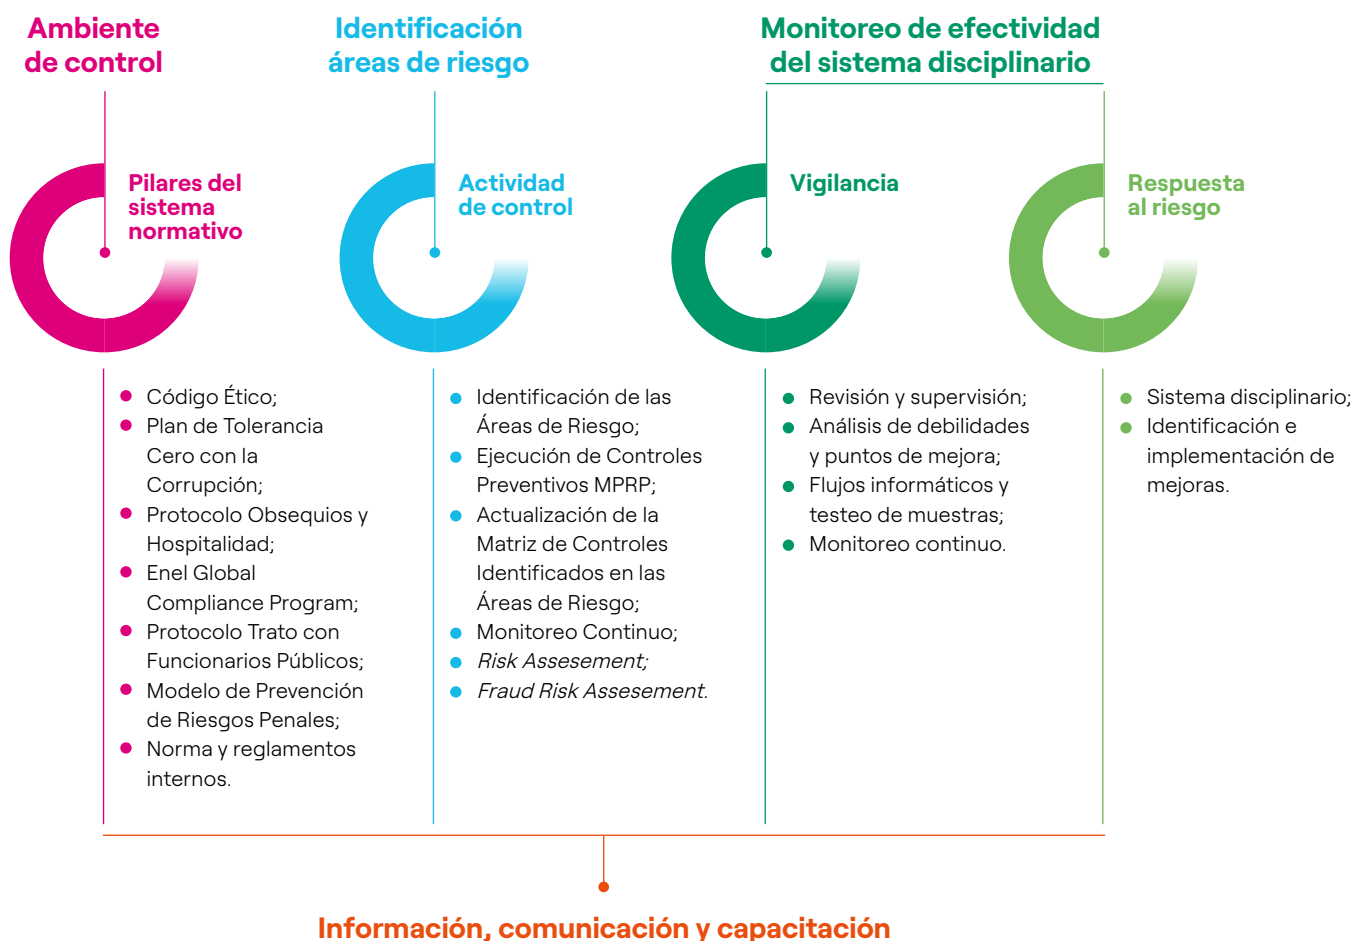 Ambiente
de control
Identificación
áreas de riesgo
Monitoreo de efectividad
del sistema disciplinario
Pilares del
sistema
normativo
Actividad
de control
Vigilancia
Respuesta
al riesgo
Código Ético;
Plan de Tolerancia
Cero con la
Corrupción;
Protocolo Obsequios y
Hospitalidad;
Enel Global
Compliance Program;
Protocolo Trato con
Funcionarios Públicos;
Modelo de Prevención
de Riesgos Penales;
Norma y reglamentos
internos.
Identificación de las
Áreas de Riesgo;
Ejecución de Controles
Preventivos MPRP;
Actualización de la
Matriz de Controles
Identificados en las
Áreas de Riesgo;
Monitoreo Continuo;
Risk Assesement;
Fraud Risk Assesement.
Revisión y supervisión;
Análisis de debilidades
y puntos de mejora;
Flujos informáticos y
testeo de muestras;
Monitoreo continuo.
Sistema disciplinario;
Identificación e
implementación de
mejoras.
Información, comunicación y capacitación